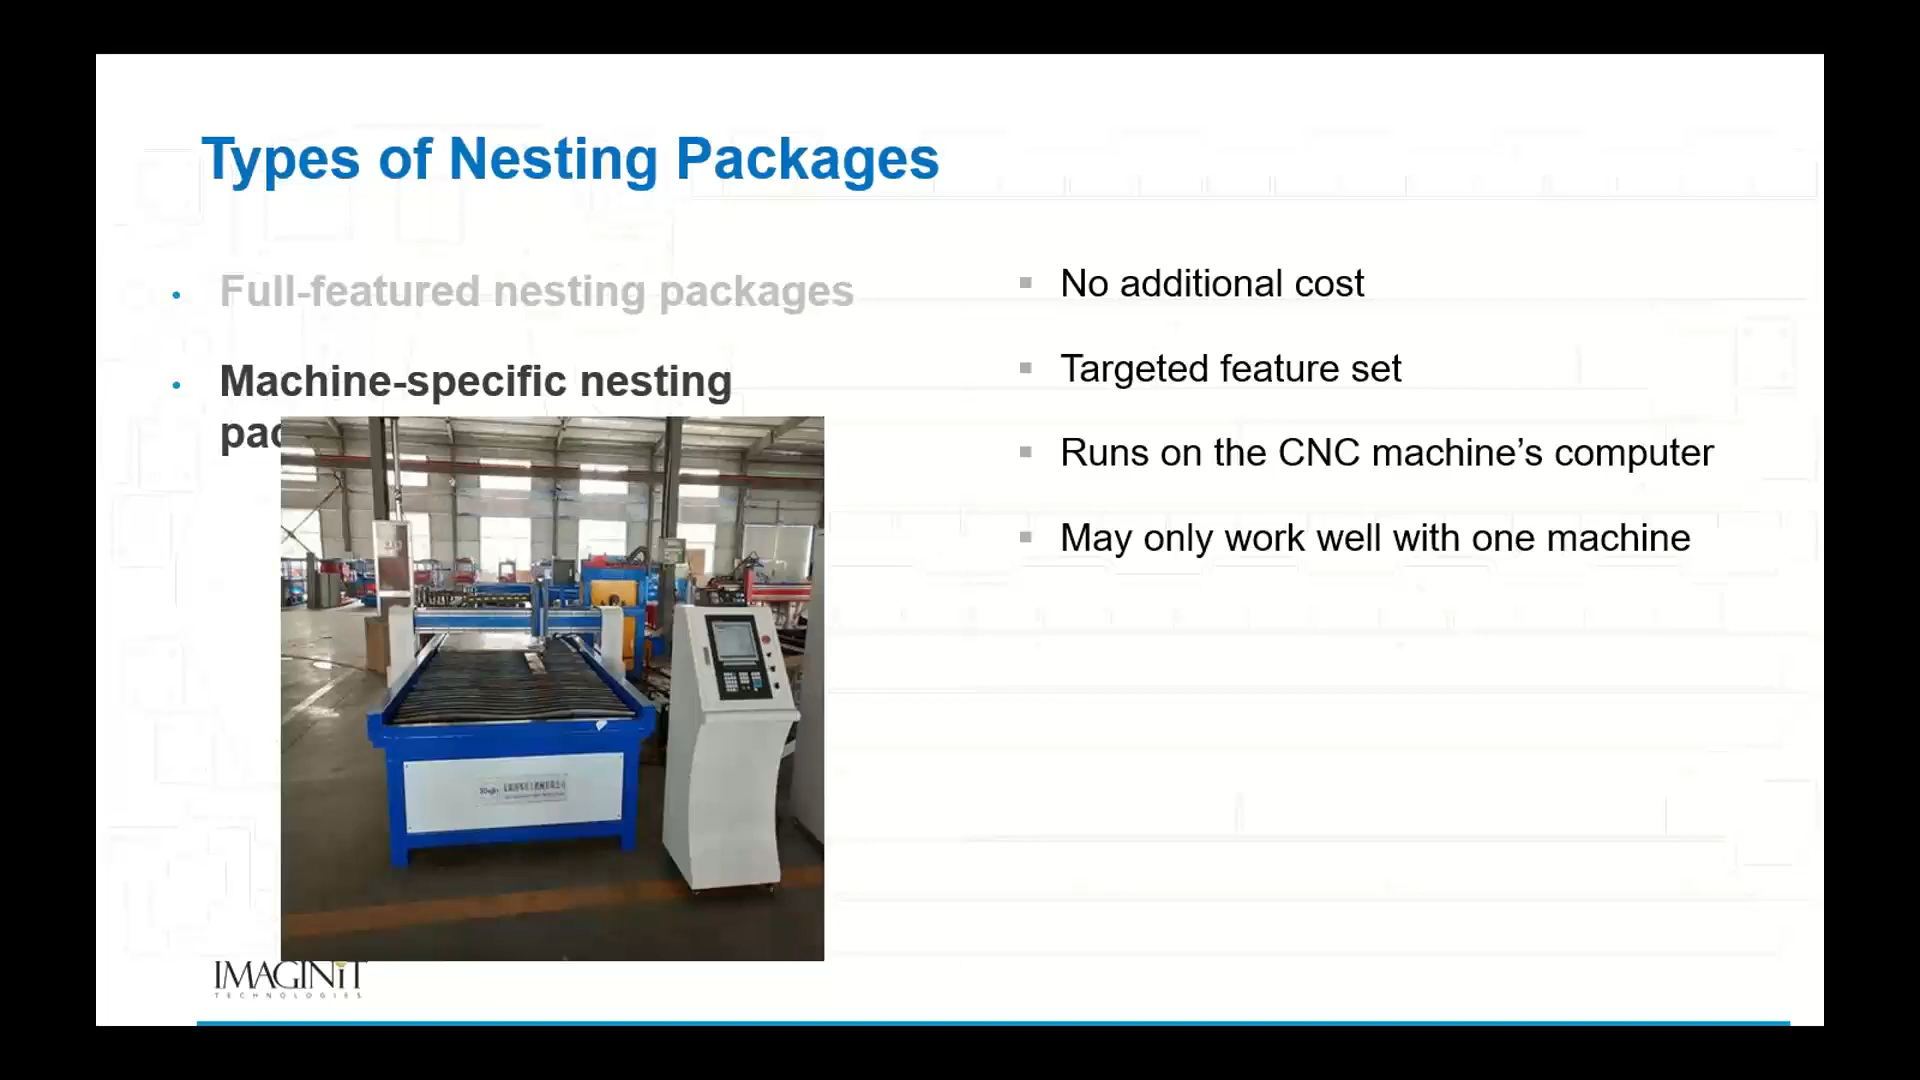 Types of Nesting Packages
Full-featured nesting packages
Machine-specific nesting
pac
No additional cost
Targeted feature set
Runs on the CNC machine’s computer
May only work well with one machine
IMAGINiT
TECHNOLOGIES